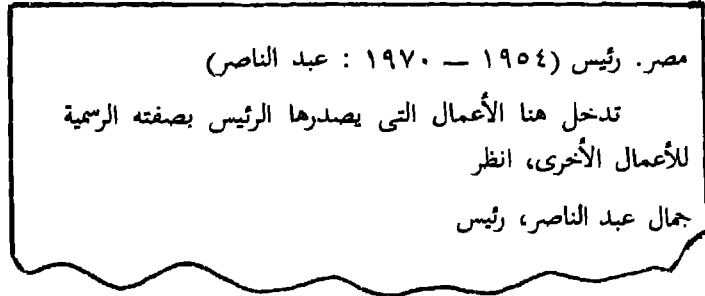 مصر. رئيس (١٩٥٤ — ١٩٧٠ : عبد الناصر)
تدخل هنا الأعمال التى يصدرها الرئيس بصفته الرسمية
للأعمال الأخرى، انظر
جمال عبد الناصر، رئيس